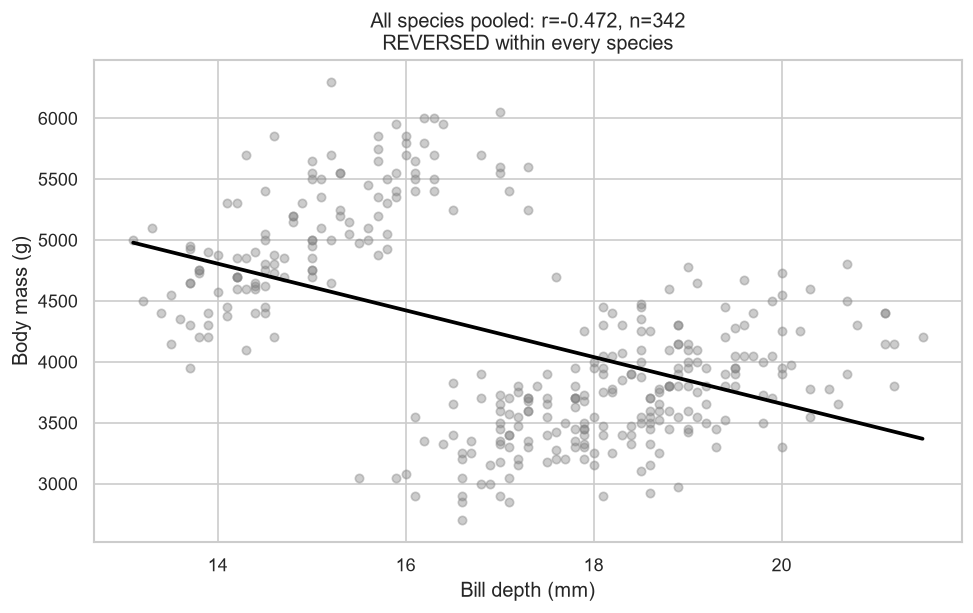 All species pooled: r=-0.472, n=342
REVERSED within every species
6000
5500
5000
4500
4000
3500
3000
Body mass (g)
14
16
18
20
Bill depth (mm)